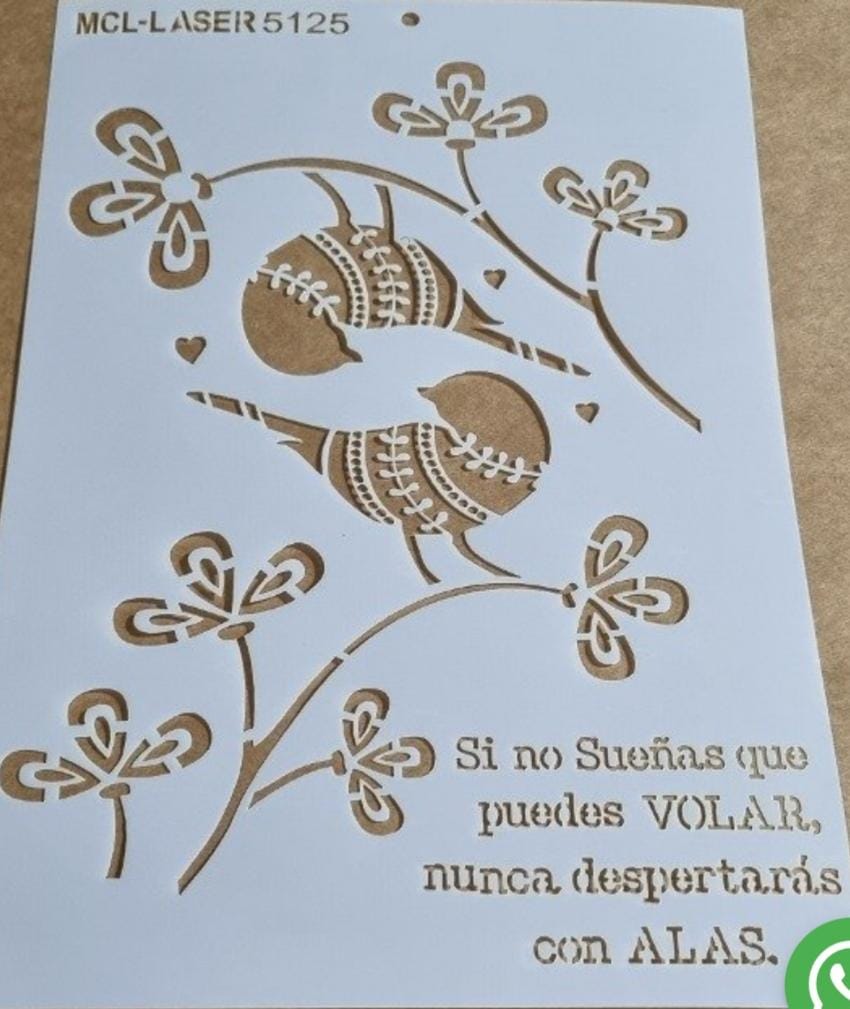 MCL-LASER 5125
Si no Sueñas que
puedes VOLAR,
nunca despertarás
con ALAS.